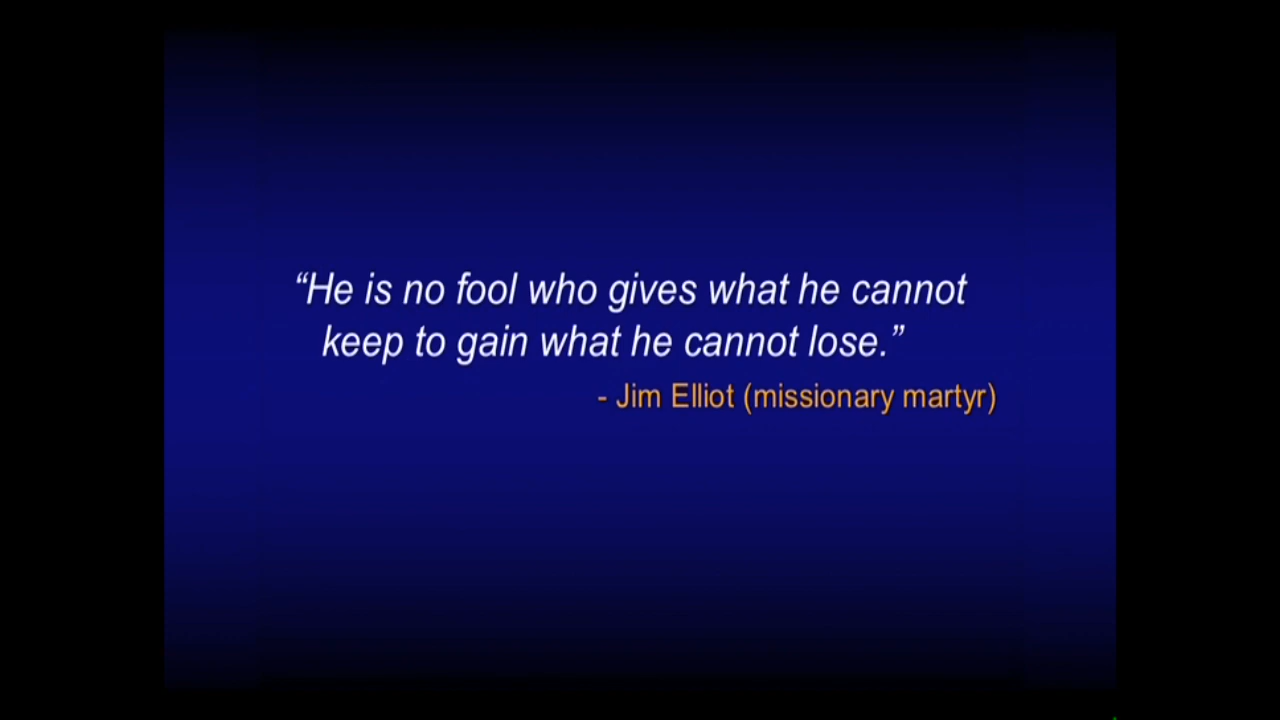 “He is no fool who gives what he cannot
keep to gain what he cannot lose.”
- Jim Elliot (missionary martyr)